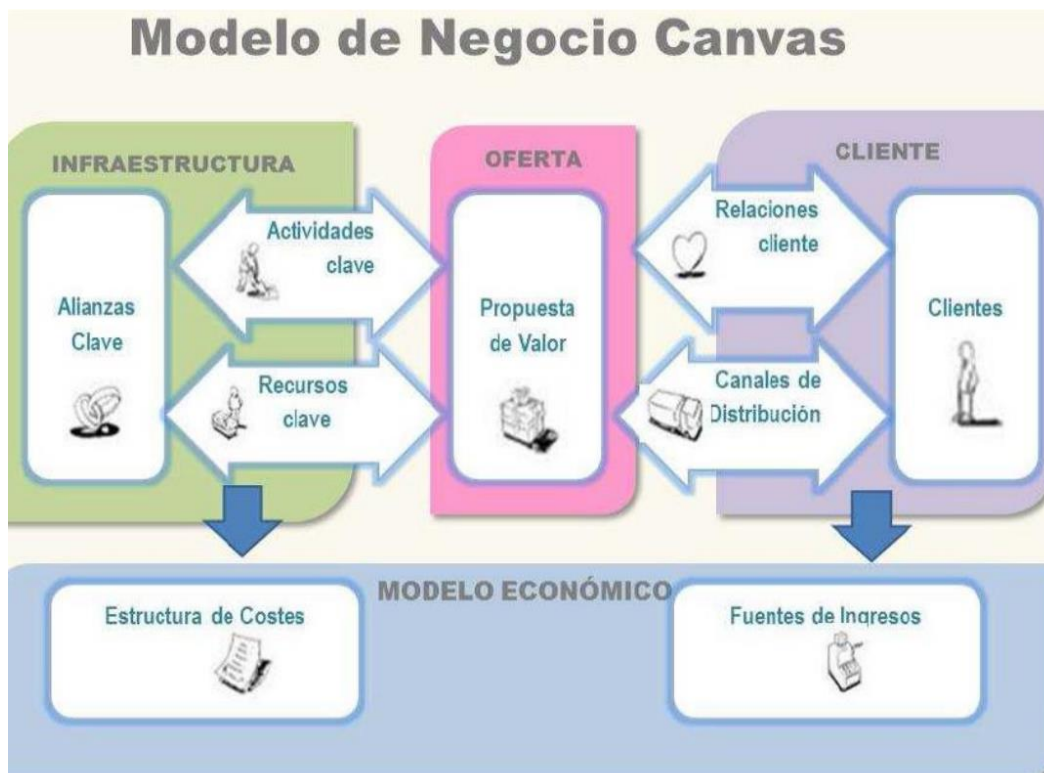 Modelo de Negocio Canvas
INFRAESTRUCTURA
OFERTA
CLIENTE
Alianzas
Clave
Actividades
clave
Recursos
clave
Propuesta
de Valor
Relaciones
cliente
Canales de
Distribución
Clientes
MODELO ECONÓMICO
Estructura de Costes
Fuentes de Ingresos